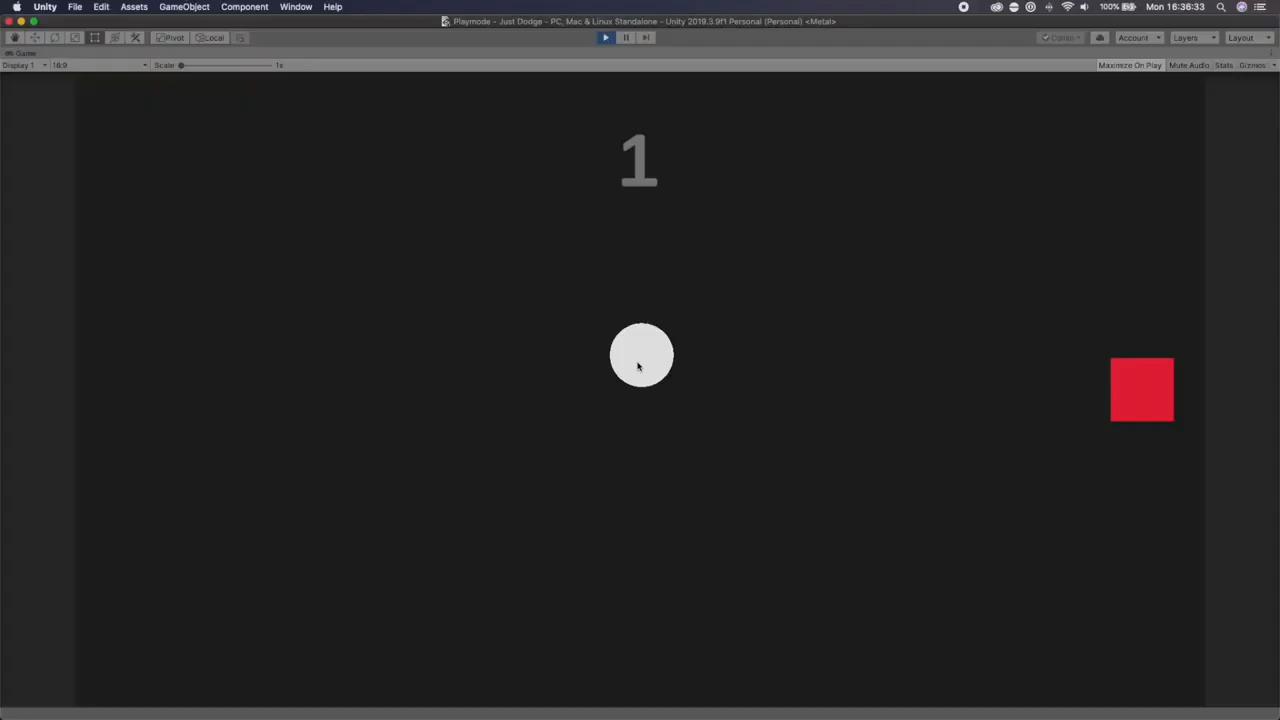 Unity File Edit Assets GameObject Component Window Help 100% Mon 16:36:33
Playmode - Just Dodge - PC, Mac & Linux Standalone - Unity 2019.3.9f1 Personal (Personal) <Metal>
Pivot Local Collab Account Layers Layout
Game
Display 1 16:9 Scale 1x Maximize On Play Mute Audio Stats Gizmos
1